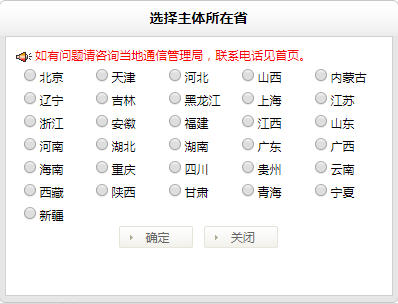 选择主体所在省
如有问题请咨询当地通信管理局，联系电话见首页。
北京 天津 河北 山西 内蒙古
辽宁 吉林 黑龙江 上海 江苏
浙江 安徽 福建 江西 山东
河南 湖北 湖南 广东 广西
海南 重庆 四川 贵州 云南
西藏 陕西 甘肃 青海 宁夏
新疆
确定 关闭